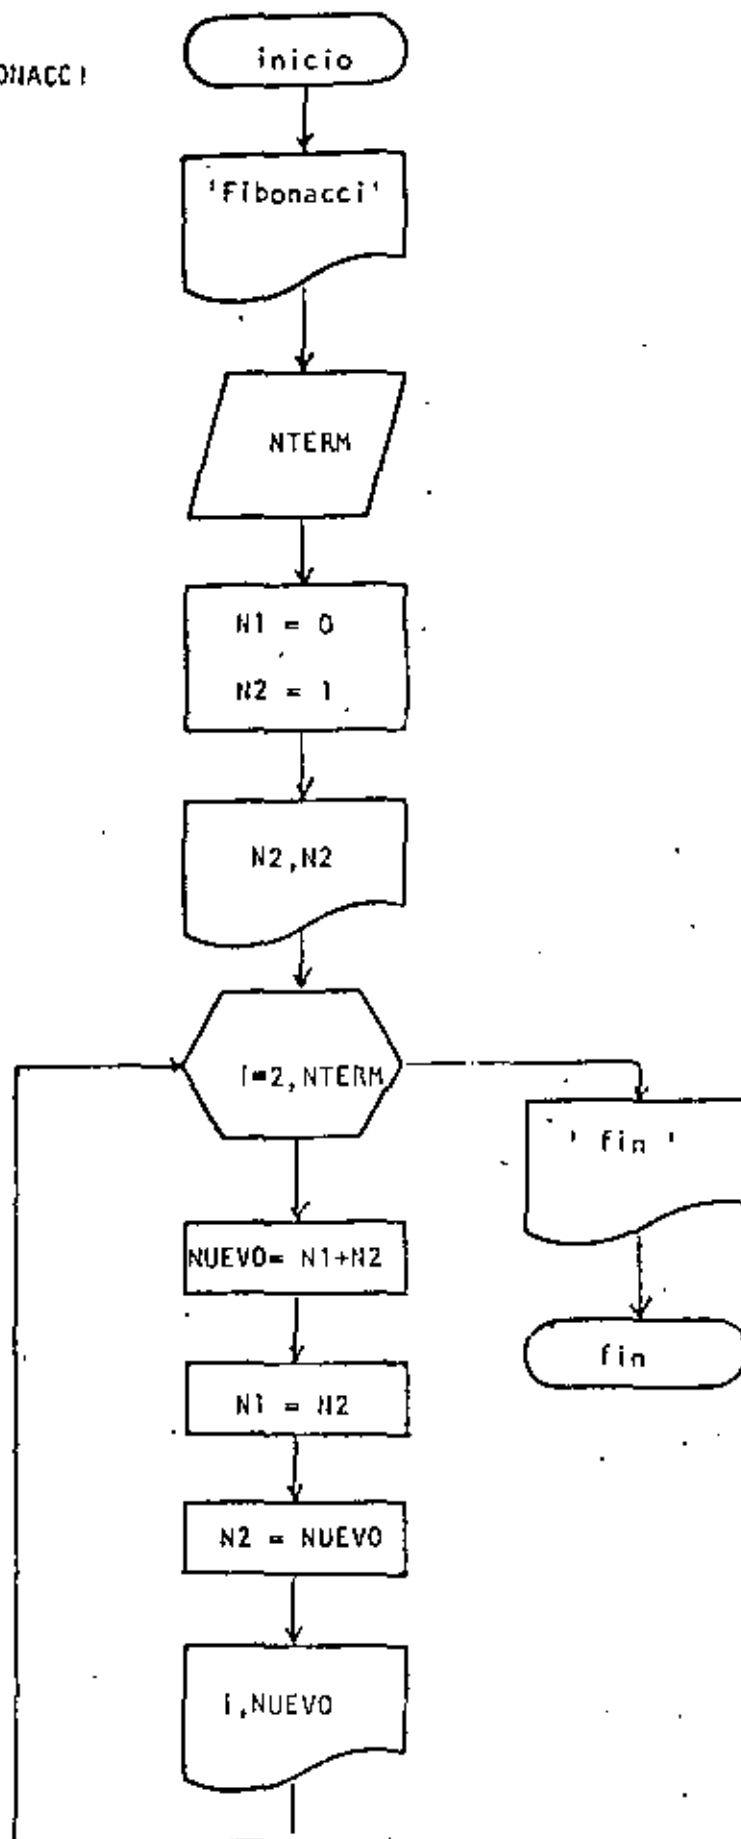 inicio
ONACCI
'Fibonacci'
NTERM
N1 = 0
N2 = 1
N2,N2
I=2,NTERM
' fin '
NUEVO= N1+N2
fin
N1 = N2
N2 = NUEVO
i,NUEVO